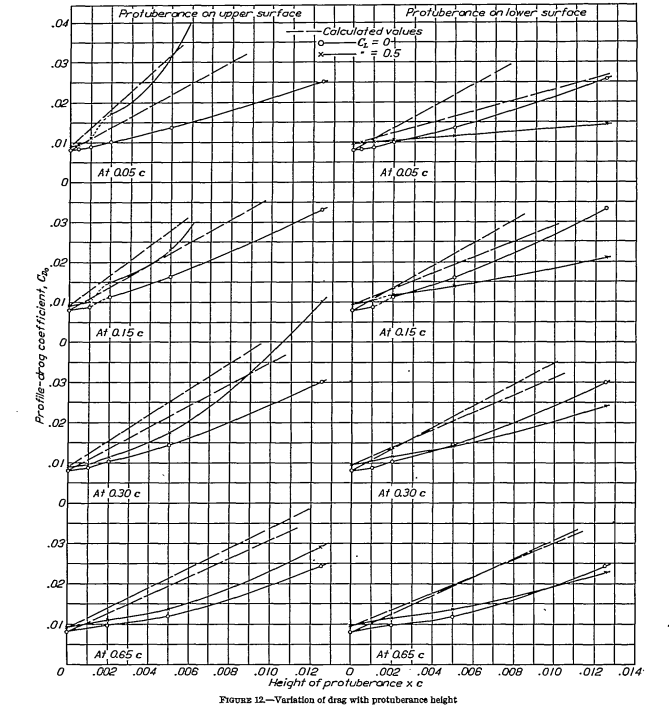 Protuberance on upper surface
Protuberance on lower surface
Calculated values
C_L = 0
" = 0.5
.04
.03
.02
.01
At 0.05 c
At 0.05 c
0
.03
.02
.01
At 0.15 c
At 0.15 c
0
Profile-drag coefficient, C_D₀
.03
.02
.01
At 0.30 c
At 0.30 c
0
.03
.02
.01
At 0.65 c
At 0.65 c
0 .002 .004 .006 .008 .010 .012 0 .002 .004 .006 .008 .010 .012 .014
Height of protuberance x c
FIGURE 12.—Variation of drag with protuberance height